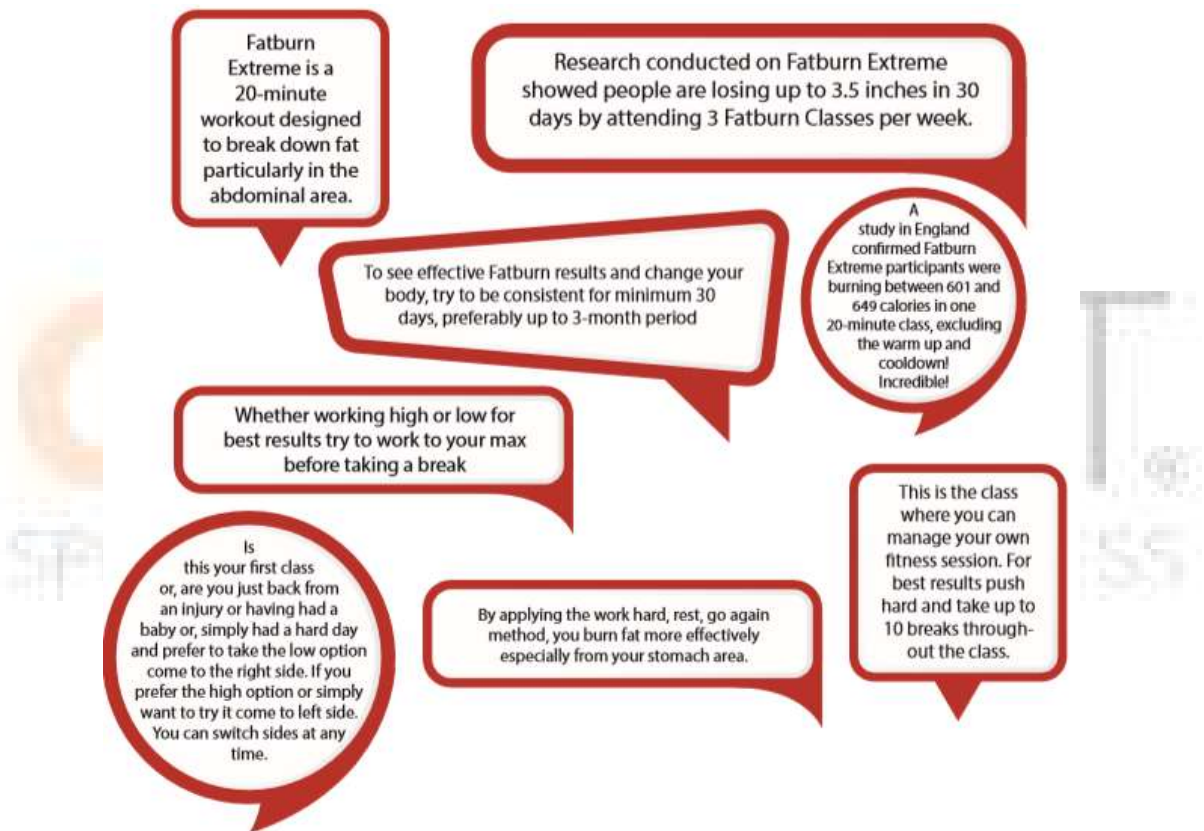 Fatburn
Extreme is a
20-minute
workout designed
to break down fat
particularly in the
abdominal area.
Research conducted on Fatburn Extreme
showed people are losing up to 3.5 inches in 30
days by attending 3 Fatburn Classes per week.
To see effective Fatburn results and change your
body, try to be consistent for minimum 30
days, preferably up to 3-month period
A
study in England
confirmed Fatburn
Extreme participants were
burning between 601 and
649 calories in one
20-minute class, excluding
the warm up and
cooldown!
Incredible!
Whether working high or low for
best results try to work to your max
before taking a break
This is the class
where you can
manage your own
fitness session. For
best results push
hard and take up to
10 breaks through-
out the class.
Is
this your first class
or, are you just back from
an injury or having had a
baby or, simply had a hard day
and prefer to take the low option
come to the right side. If you
prefer the high option or simply
want to try it come to left side.
You can switch sides at any
time.
By applying the work hard, rest, go again
method, you burn fat more effectively
especially from your stomach area.